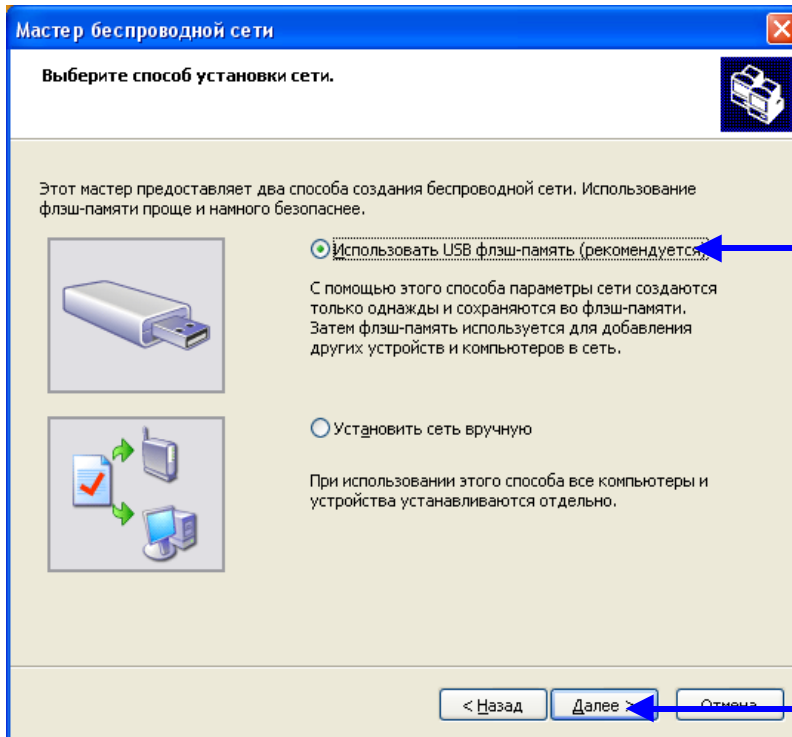 Мастер беспроводной сети
Выберите способ установки сети.
Этот мастер предоставляет два способа создания беспроводной сети. Использование
флэш-памяти проще и намного безопаснее.
Использовать USB флэш-память (рекомендуется)
С помощью этого способа параметры сети создаются
только однажды и сохраняются во флэш-памяти.
Затем флэш-память используется для добавления
других устройств и компьютеров в сеть.
Установить сеть вручную
При использовании этого способа все компьютеры и
устройства устанавливаются отдельно.
< Назад Далее > Отмена